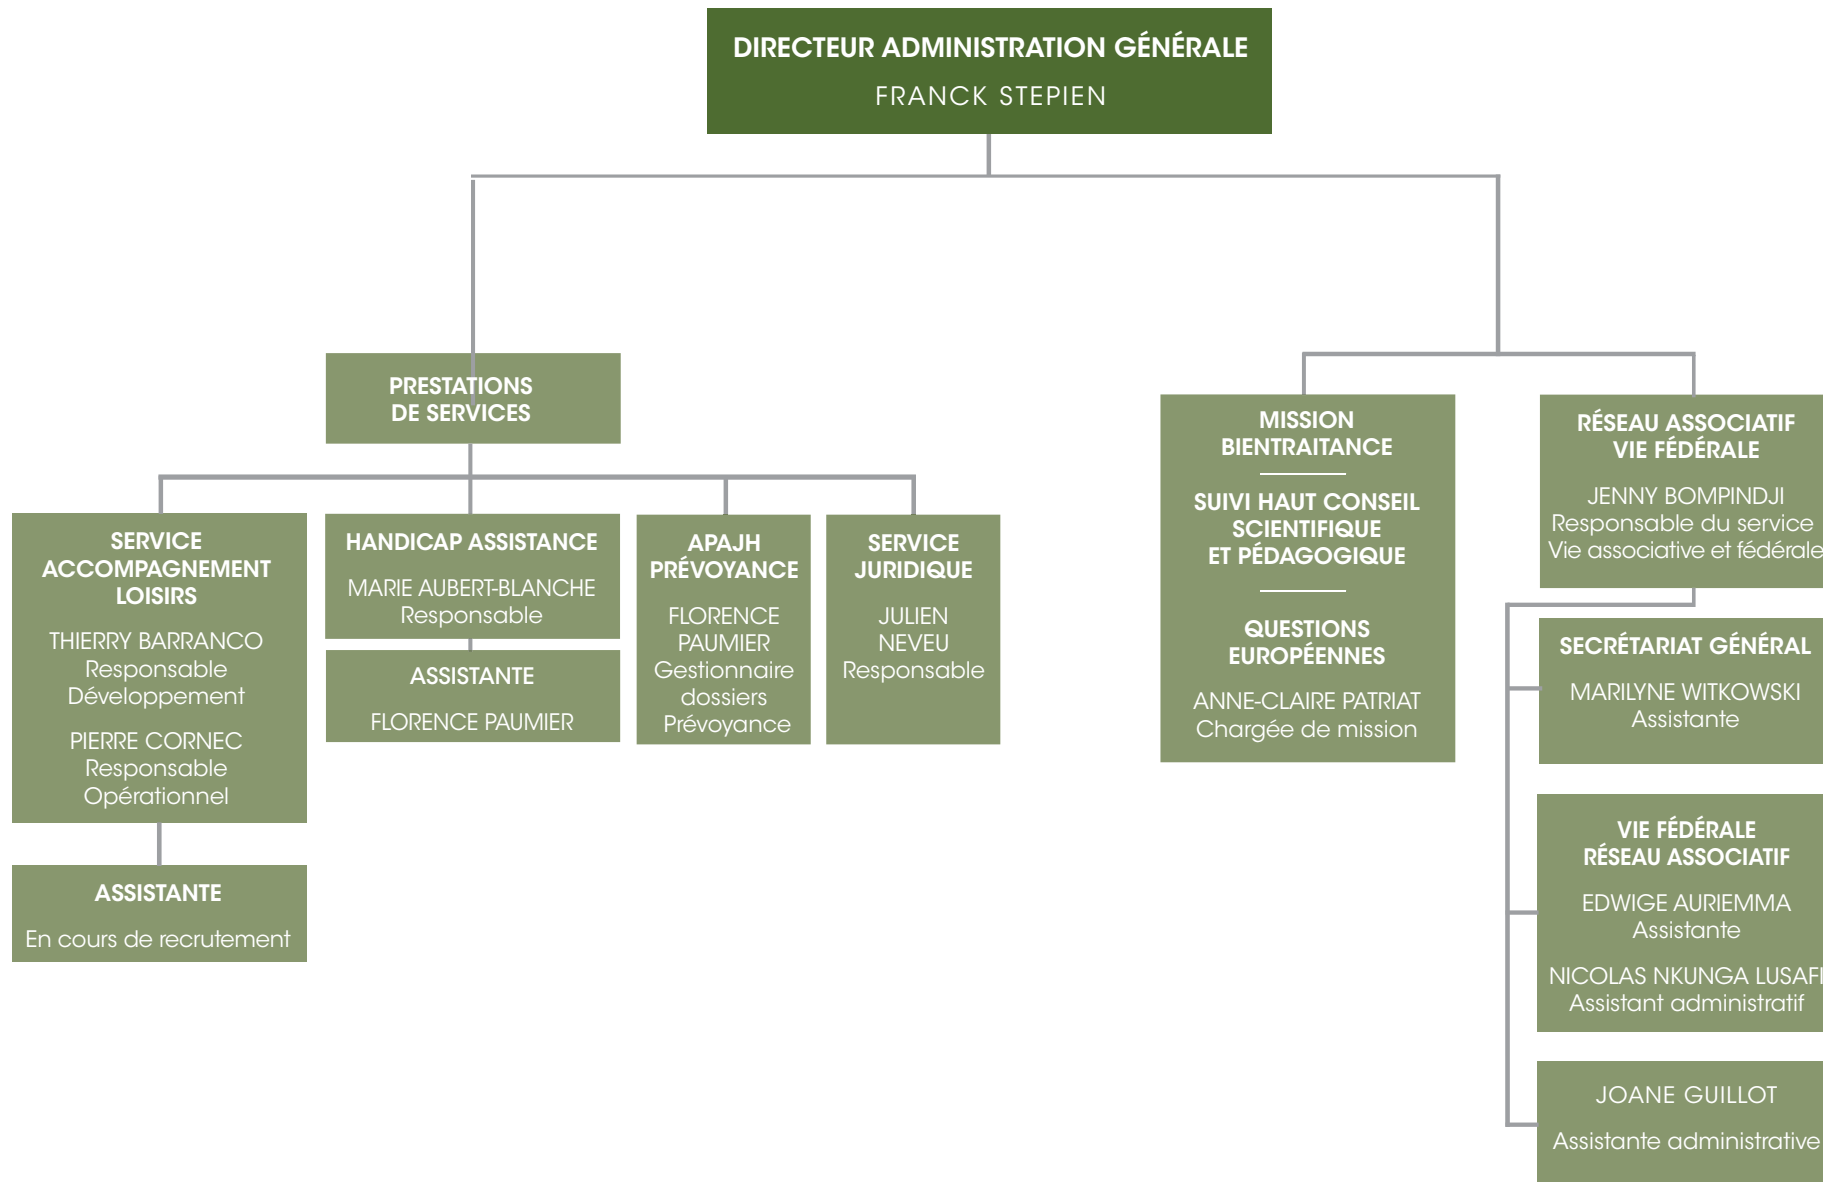 DIRECTEUR ADMINISTRATION GÉNÉRALE
FRANCK STEPIEN
PRESTATIONS
DE SERVICES
SERVICE
ACCOMPAGNEMENT
LOISIRS
THIERRY BARRANCO
Responsable
Développement
PIERRE CORNEC
Responsable
Opérationnel
ASSISTANTE
En cours de recrutement
HANDICAP ASSISTANCE
MARIE AUBERT-BLANCHE
Responsable
ASSISTANTE
FLORENCE PAUMIER
APAJH
PRÉVOYANCE
FLORENCE
PAUMIER
Gestionnaire
dossiers
Prévoyance
SERVICE
JURIDIQUE
JULIEN
NEVEU
Responsable
MISSION
BIENTRAITANCE
SUIVI HAUT CONSEIL
SCIENTIFIQUE
ET PÉDAGOGIQUE
QUESTIONS
EUROPÉENNES
ANNE-CLAIRE PATRIAT
Chargée de mission
RÉSEAU ASSOCIATIF
VIE FÉDÉRALE
JENNY BOMPINDJI
Responsable du service
Vie associative et fédérale
SECRÉTARIAT GÉNÉRAL
MARILYNE WITKOWSKI
Assistante
VIE FÉDÉRALE
RÉSEAU ASSOCIATIF
EDWIGE AURIEMMA
Assistante
NICOLAS NKUNGA LUSAFI
Assistant administratif
JOANE GUILLOT
Assistante administrative